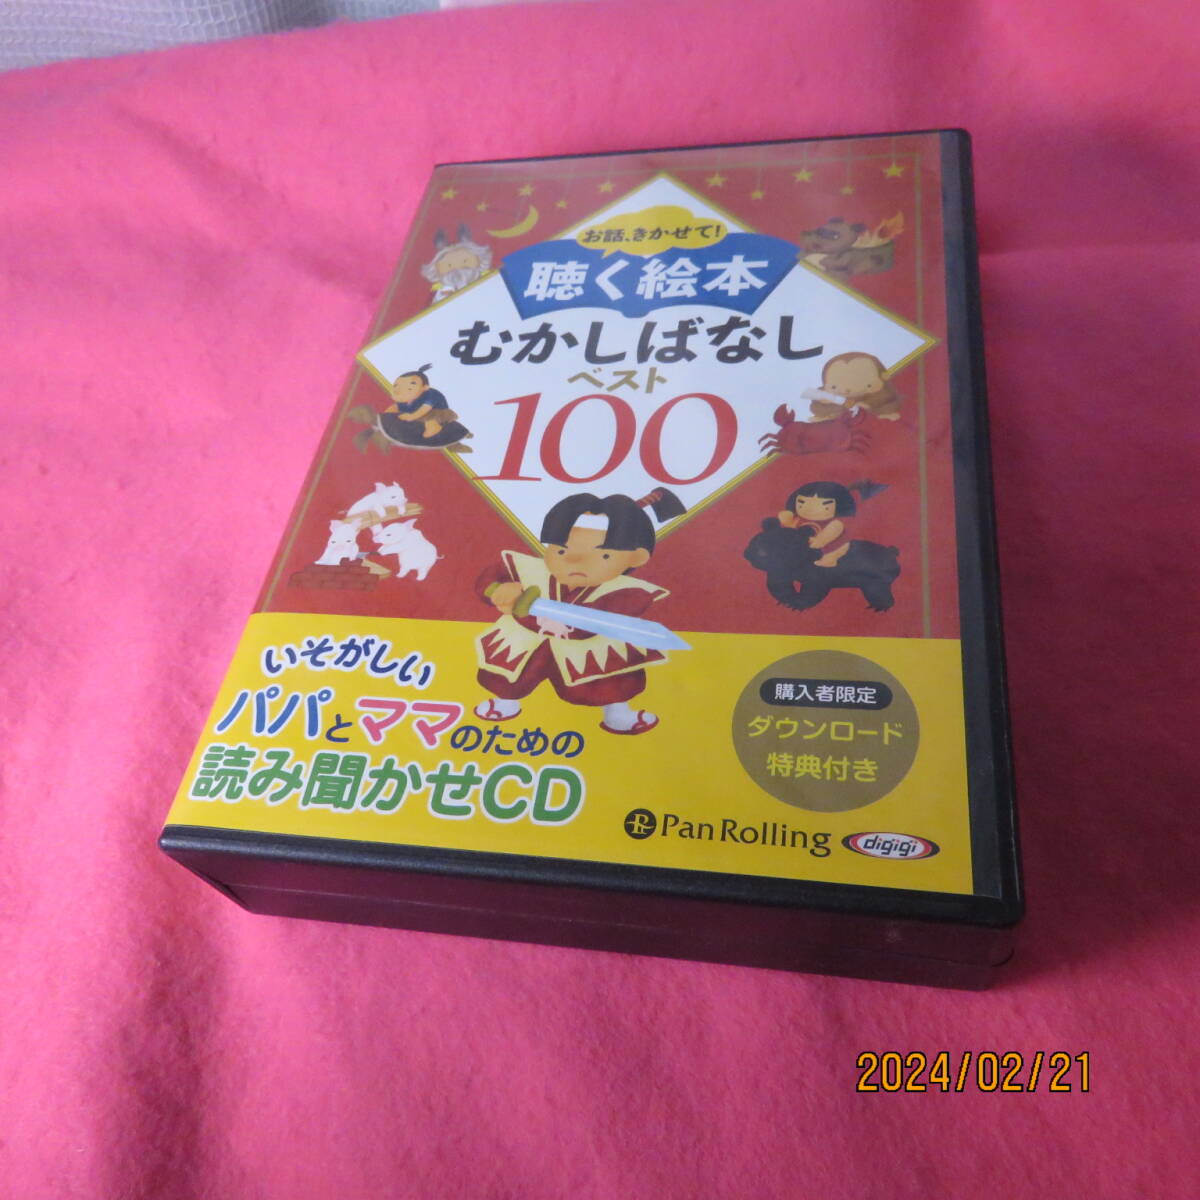 お話、きかせて!
聴く絵本
むかしばなし
ベスト
100
いそがしい
パパとママのための
読み聞かせCD
購入者限定
ダウンロード
特典付き
Pan Rolling
digigi
2024/02/21